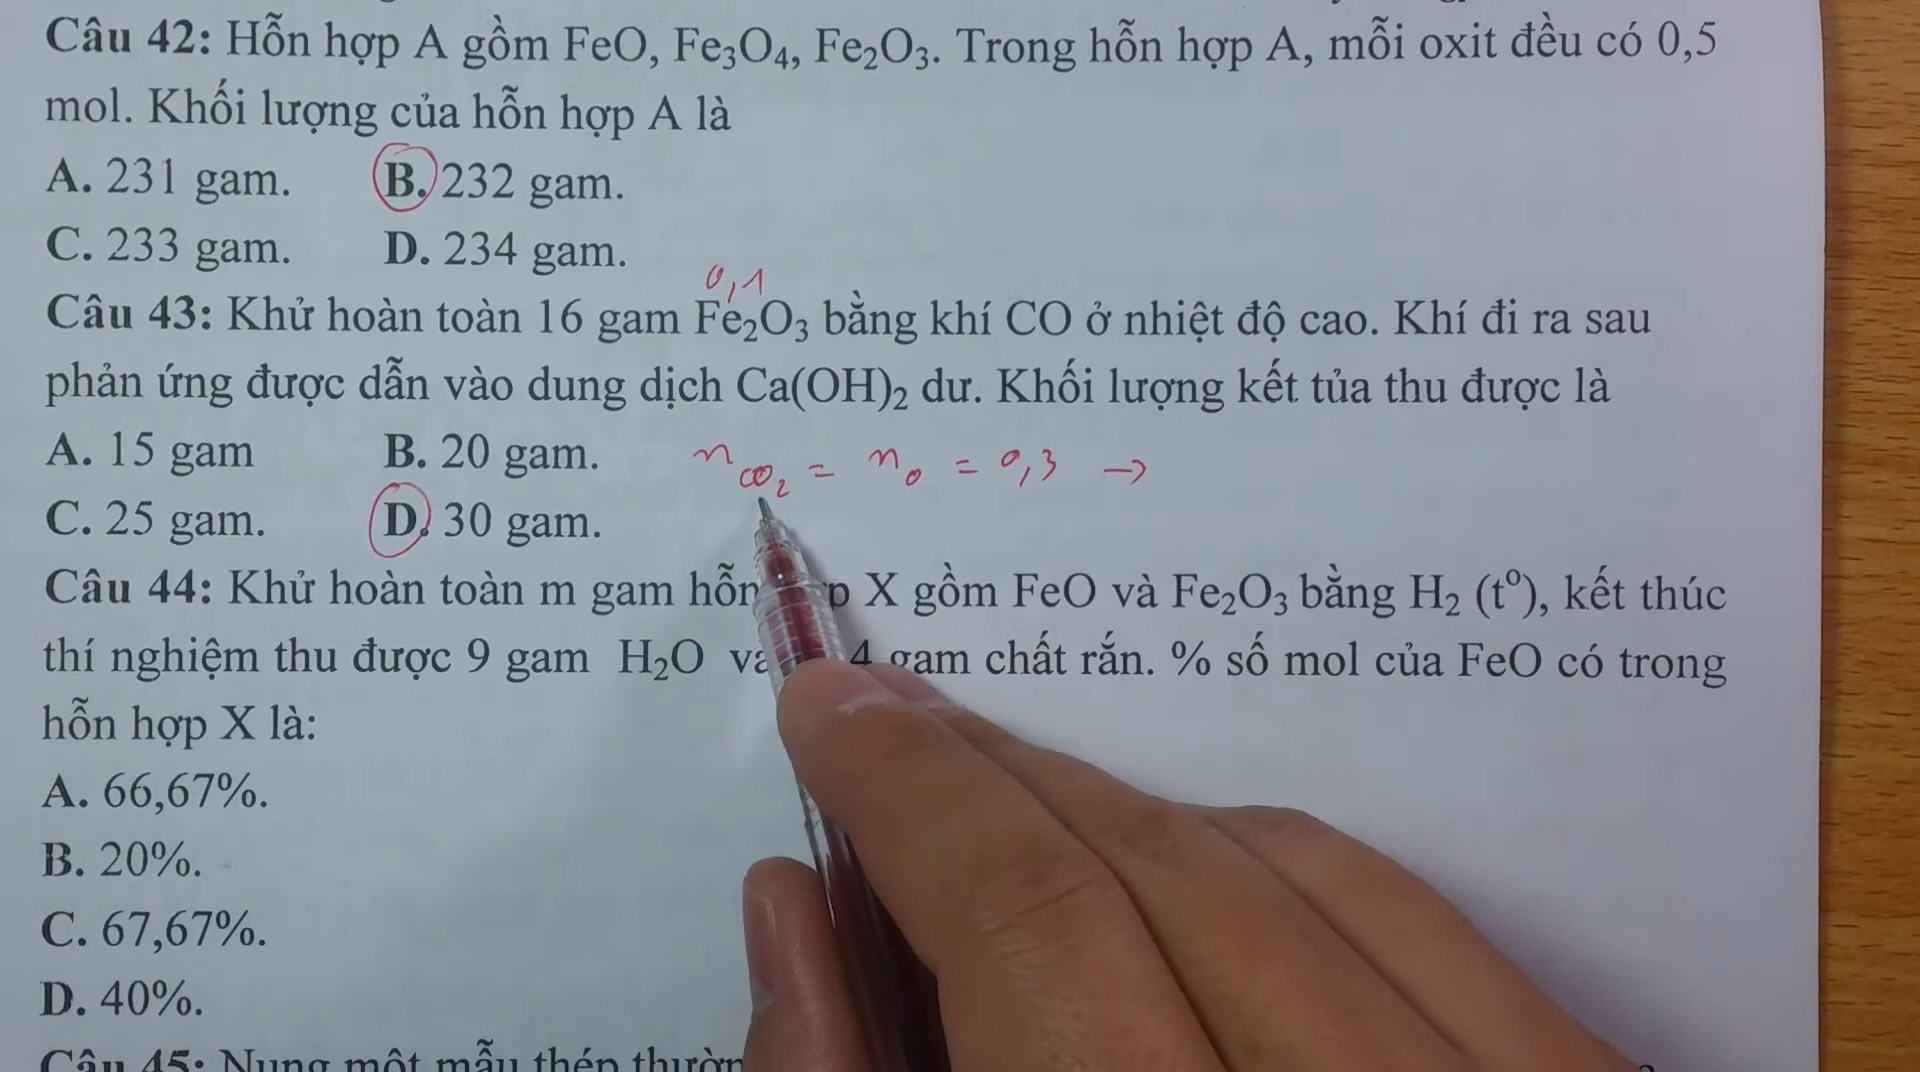 Câu 42: Hỗn hợp A gồm FeO, Fe₃O₄, Fe₂O₃. Trong hỗn hợp A, mỗi oxit đều có 0,5
mol. Khối lượng của hỗn hợp A là
A. 231 gam. B. 232 gam.
C. 233 gam. D. 234 gam.
0,1
Câu 43: Khử hoàn toàn 16 gam Fe₂O₃ bằng khí CO ở nhiệt độ cao. Khí đi ra sau
phản ứng được dẫn vào dung dịch Ca(OH)₂ dư. Khối lượng kết tủa thu được là
A. 15 gam B. 20 gam. n CO₂ = n O = 0,3 →
C. 25 gam. D. 30 gam.
Câu 44: Khử hoàn toàn m gam hỗn X gồm FeO và Fe₂O₃ bằng H₂ (t°), kết thúc
thí nghiệm thu được 9 gam H₂O 4 gam chất rắn. % số mol của FeO có trong
hỗn hợp X là:
A. 66,67%.
B. 20%.
C. 67,67%.
D. 40%.
Câu 45: Nung một mẫu thép